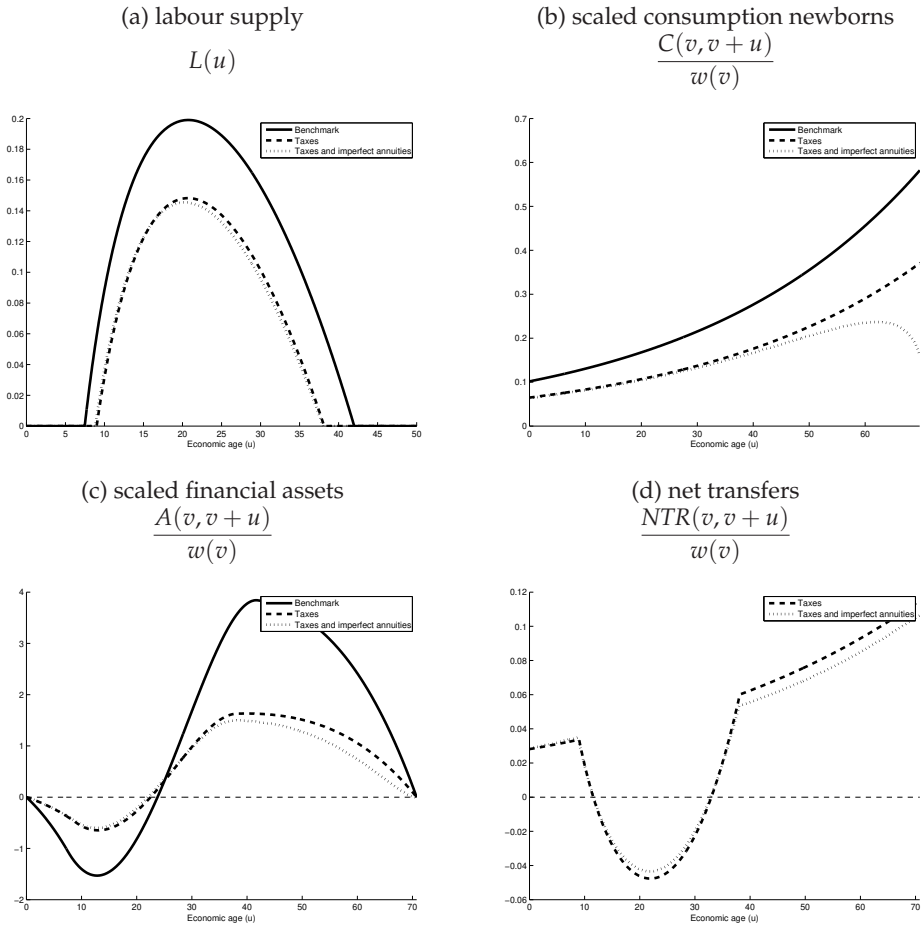 (a) labour supply
L(u)
0.2
0.18
0.16
0.14
0.12
0.1
0.08
0.06
0.04
0.02
0
0 5 10 15 20 25 30 35 40 45 50
Economic age (u)
Benchmark
Taxes
Taxes and imperfect annuities
(b) scaled consumption newborns
C(v, v + u)
w(v)
0.7
0.6
0.5
0.4
0.3
0.2
0.1
0
0 10 20 30 40 50 60
Economic age (u)
Benchmark
Taxes
Taxes and imperfect annuities
(c) scaled financial assets
A(v, v + u)
w(v)
4
3
2
1
0
−1
−2
0 10 20 30 40 50 60 70
Economic age (u)
Benchmark
Taxes
Taxes and imperfect annuities
(d) net transfers
NTR(v, v + u)
w(v)
0.12
0.1
0.08
0.06
0.04
0.02
0
−0.02
−0.04
−0.06
0 10 20 30 40 50 60 70
Economic age (u)
Taxes
Taxes and imperfect annuities